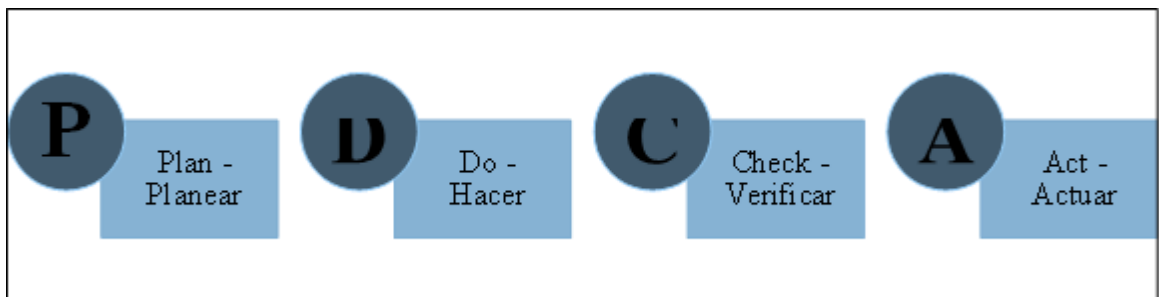 P
Plan -
Planear
D
Do -
Hacer
C
Check -
Verificar
A
Act -
Actuar